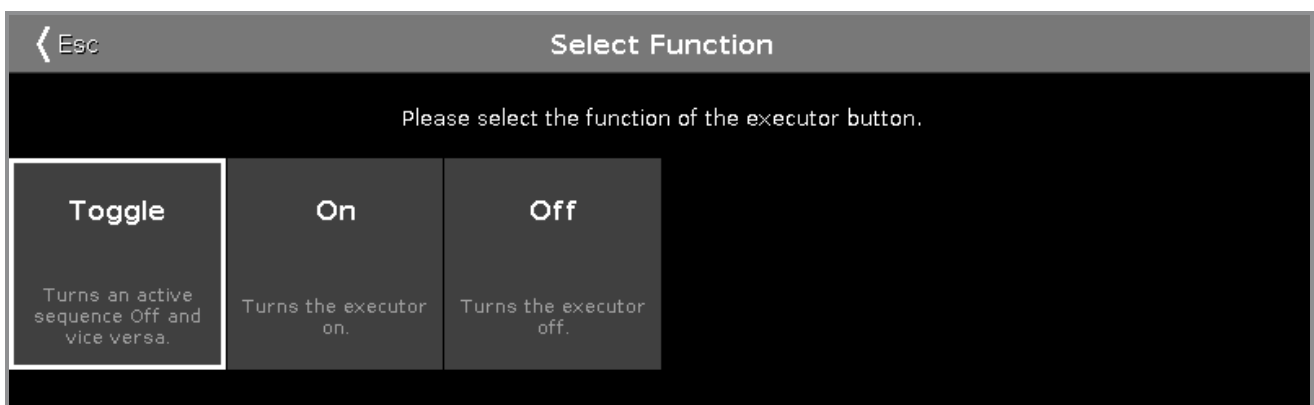 Esc
Select Function
Please select the function of the executor button.
Toggle
On
Off
Turns an active
sequence Off and
vice versa.
Turns the executor
on.
Turns the executor
off.